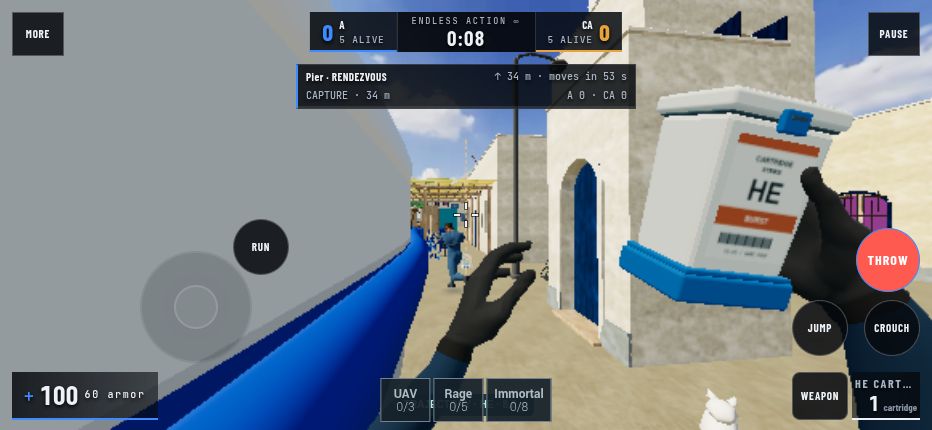 MORE
0 A
5 ALIVE
ENDLESS ACTION ∞
0:08
CA
5 ALIVE 0
PAUSE
Pier · RENDEZVOUS ↑ 34 m · moves in 53 s
CAPTURE · 34 m A 0 · CA 0
CARTRIDGE
HE
BURST
RUN
THROW
JUMP
CROUCH
+ 100 60 armor
UAV
0/3
Rage
0/5
Immortal
0/8
WEAPON
HE CART...
1 cartridge